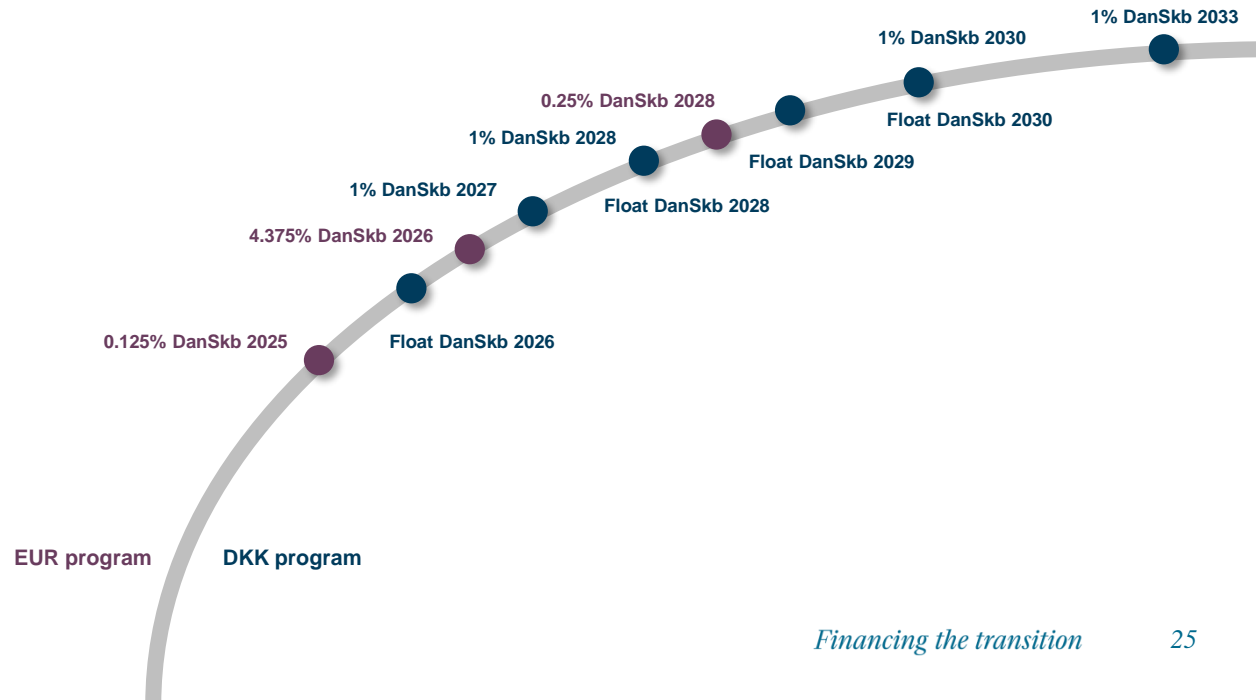 1% DanSkb 2033
1% DanSkb 2030
0.25% DanSkb 2028
Float DanSkb 2030
1% DanSkb 2028
Float DanSkb 2029
1% DanSkb 2027
Float DanSkb 2028
4.375% DanSkb 2026
0.125% DanSkb 2025
Float DanSkb 2026
EUR program
DKK program
Financing the transition 25